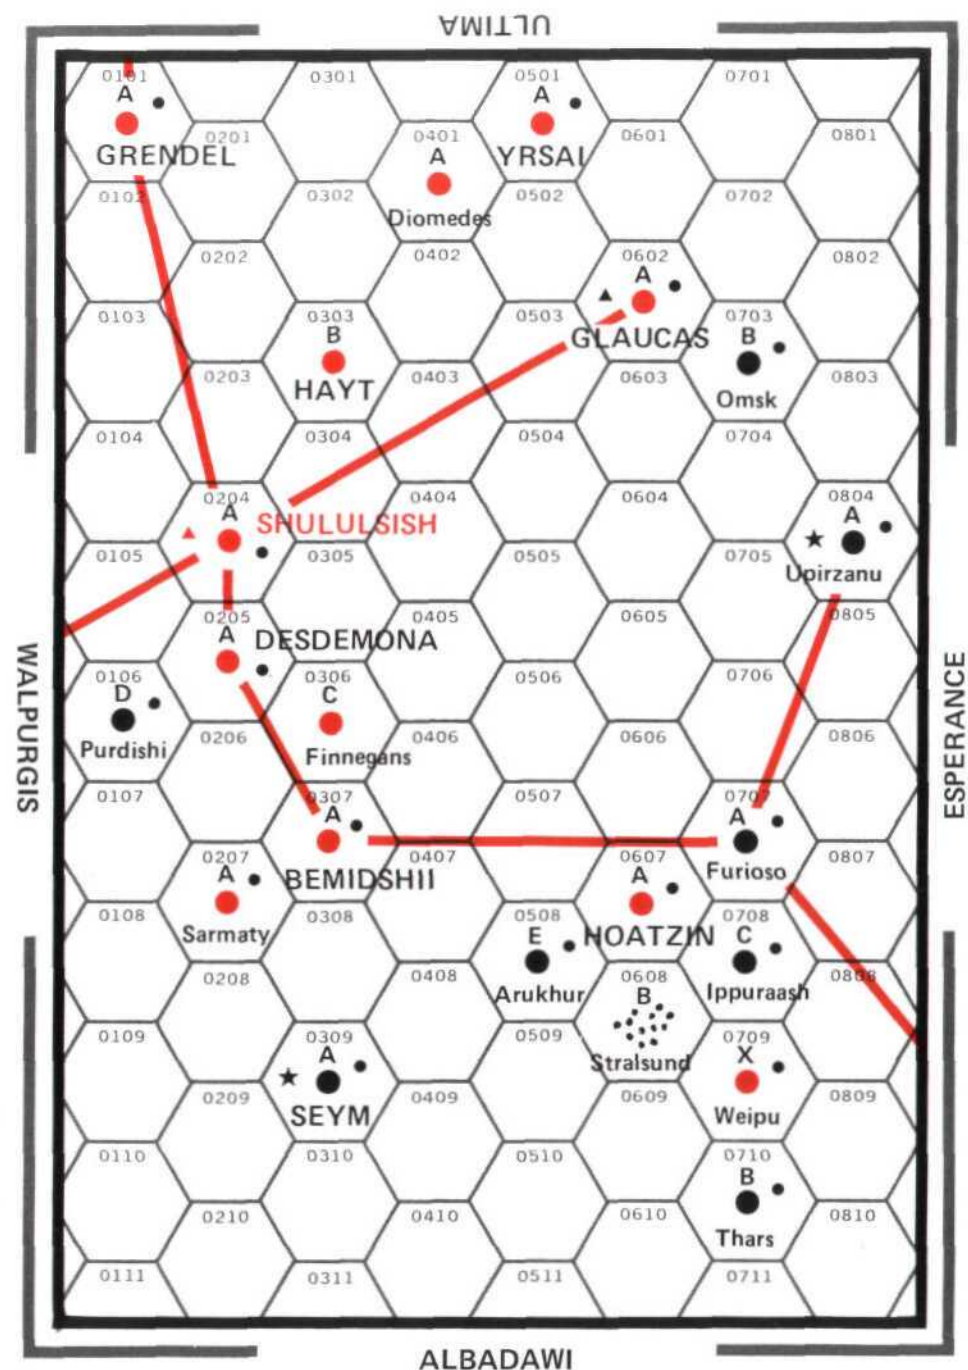 ULTIMA
0101 0301 0501 0701
A A
0201 0401 0601 0801
GRENDEL A YRSAI
0102 0302 0502 0702
Diomedes
0202 0402 0602 0802
A
0103 0303 0503 0703
B GLAUCAS B
0203 0403 0603 0803
HAYT Omsk
0104 0304 0504 0704
0204 0404 0604 0804
A SHULULSISH A
0105 0305 0505 0705
Upirzanu
0205 0405 0605 0805
A DESDEMONA
0106 0306 0506 0706
D C
0206 0406 0606 0806
Purdishi Finnegans
0107 0307 0507 0707
A A
0207 0407 0607 0807
A BEMIDSHII A Furioso
0108 0308 0508 0708
Sarmaty E HOATZIN C
0208 0408 0608 0808
Arukhur B Ippuraash
0109 0309 0509 0709
A Stralsund X
0209 0409 0609 0809
SEYM Weipu
0110 0310 0510 0710
B
0210 0410 0610 0810
Thars
0111 0311 0511 0711
WALPURGIS
ESPERANCE
ALBADAWI